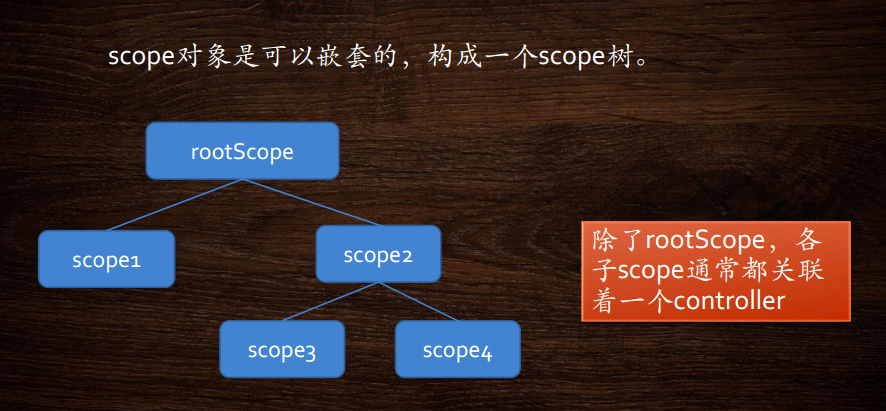 scope对象是可以嵌套的，构成一个scope树。
rootScope
scope1
scope2
scope3
scope4
除了rootScope，各
子scope通常都关联
着一个controller